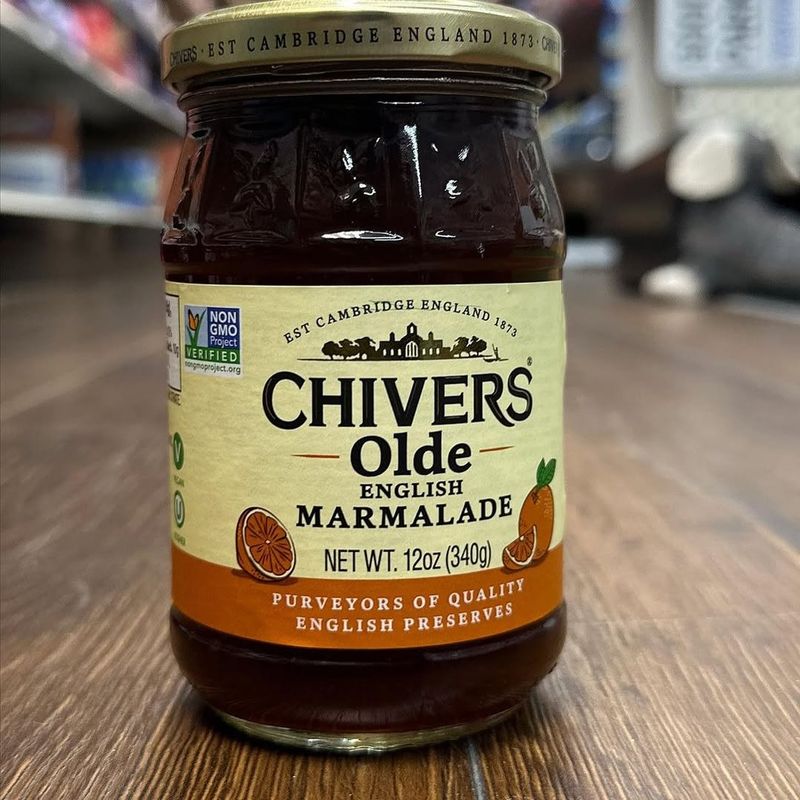 CHIVERS · EST CAMBRIDGE ENGLAND 1873 ·
NON
GMO
Project
VERIFIED
nongmoproject.org
EST CAMBRIDGE ENGLAND 1873
CHIVERS®
Olde
ENGLISH
MARMALADE
NET WT. 12oz (340g)
PURVEYORS OF QUALITY
ENGLISH PRESERVES
V
VEGAN
U